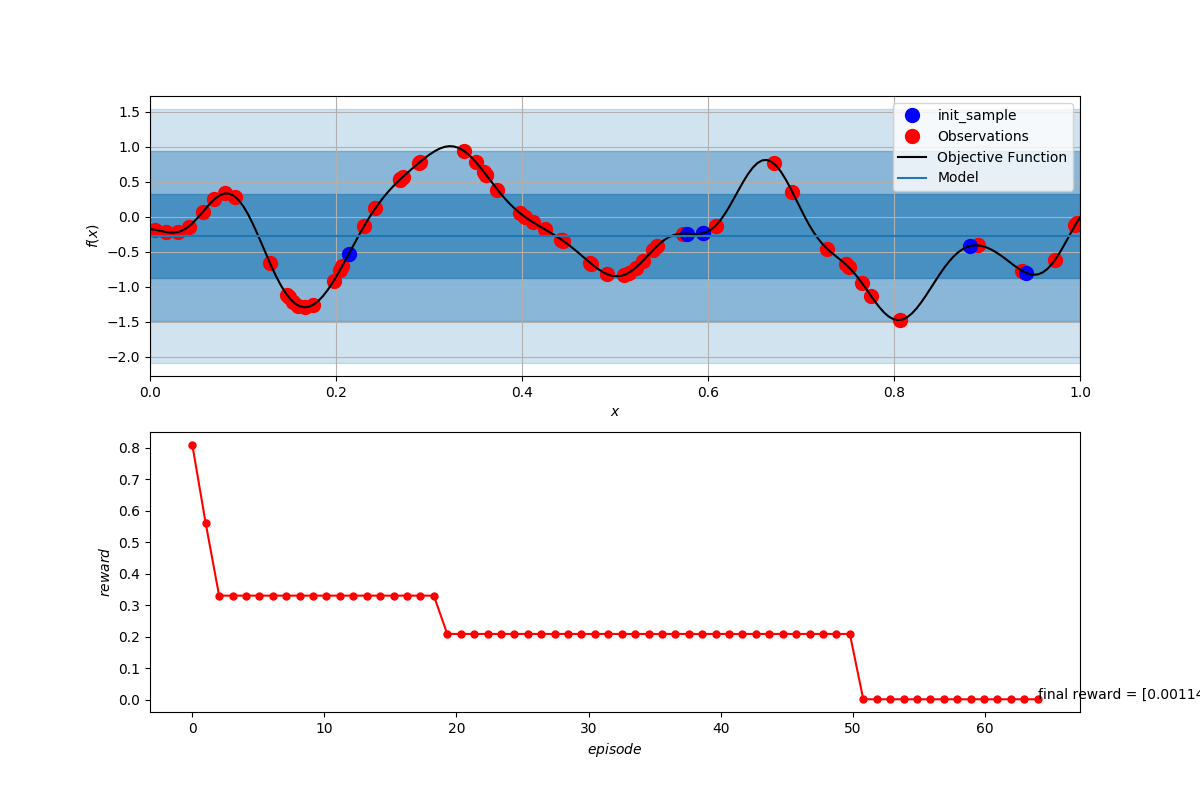 1.5
1.0
0.5
0.0
−0.5
−1.0
−1.5
−2.0
f(x)
init_sample
Observations
Objective Function
Model
0.0 0.2 0.4 0.6 0.8 1.0
x
0.8
0.7
0.6
0.5
0.4
0.3
0.2
0.1
0.0
reward
final reward = [0.00114
0 10 20 30 40 50 60
episode